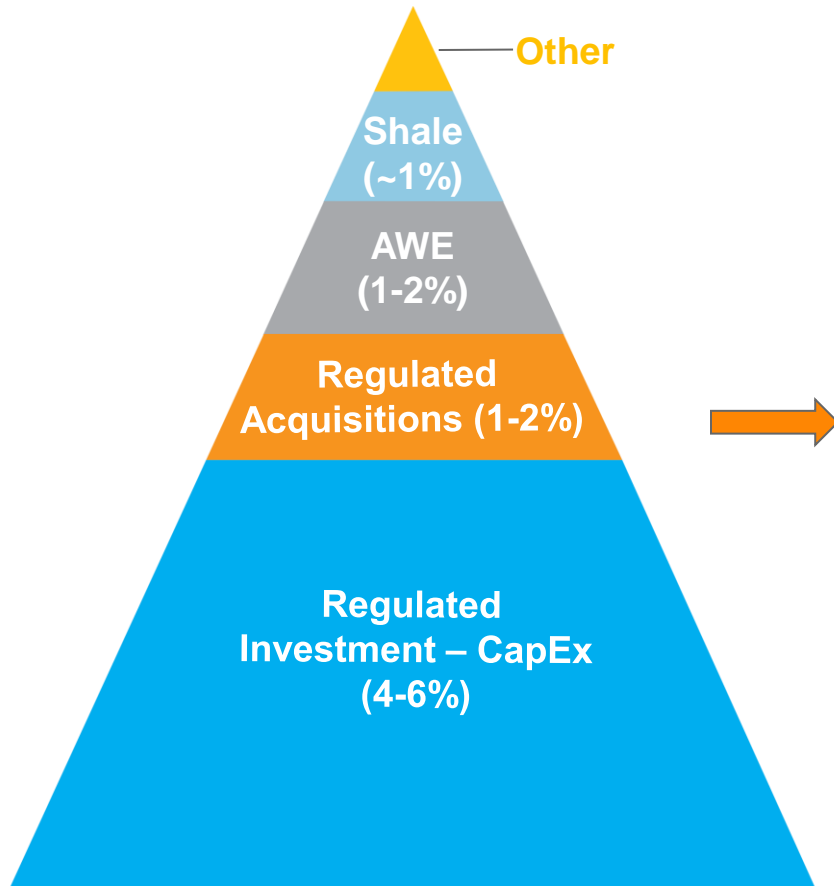 Other
Shale
(~1%)
AWE
(1-2%)
Regulated
Acquisitions (1-2%)
Regulated
Investment – CapEx
(4-6%)